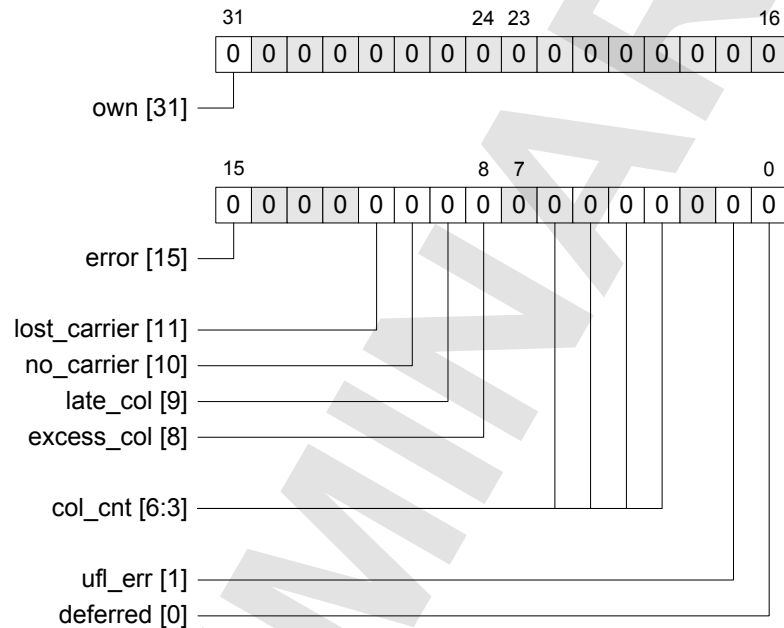 31 24 23 16
0 0 0 0 0 0 0 0 0 0 0 0 0 0 0 0
own [31]
15 8 7 0
0 0 0 0 0 0 0 0 0 0 0 0 0 0 0 0
error [15]
lost_carrier [11]
no_carrier [10]
late_col [9]
excess_col [8]
col_cnt [6:3]
ufl_err [1]
deferred [0]
MINAR